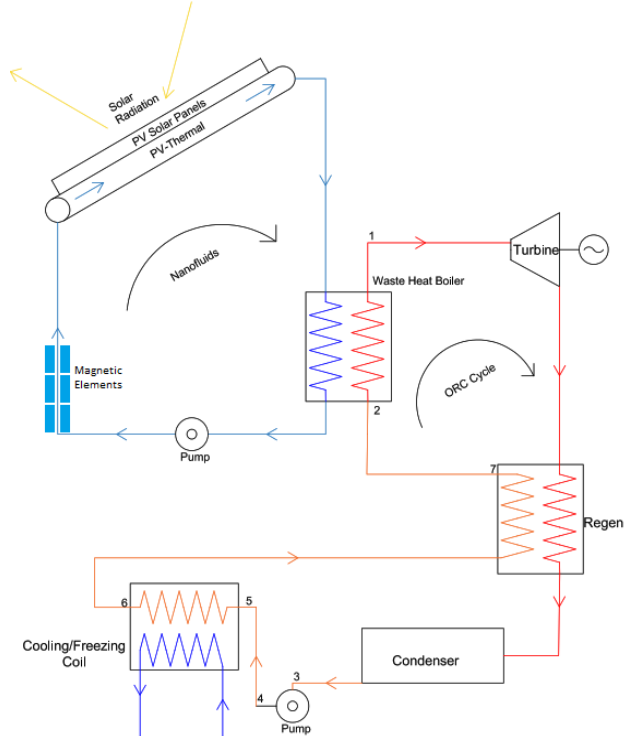 Solar
Radiation
PV Solar Panels
PV-Thermal
Nanofluids
1
Turbine
Waste Heat Boiler
Magnetic
Elements
ORC Cycle
2
Pump
7
Regen
6
5
Cooling/Freezing
Coil
Condenser
3
4
Pump